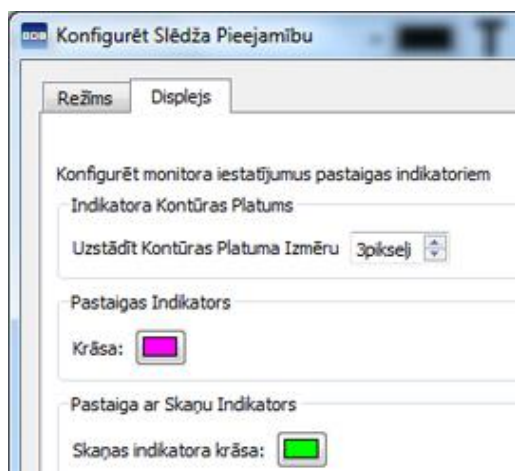 Konfigurēt Slēdža Pieejamību
Režīms Displejs
Konfigurēt monitora iestatījumus pastaigas indikatoriem
Indikatora Kontūras Platums
Uzstādīt Kontūras Platuma Izmēru 3pikseļi
Pastaigas Indikators
Krāsa:
Pastaiga ar Skaņu Indikators
Skaņas indikatora krāsa: